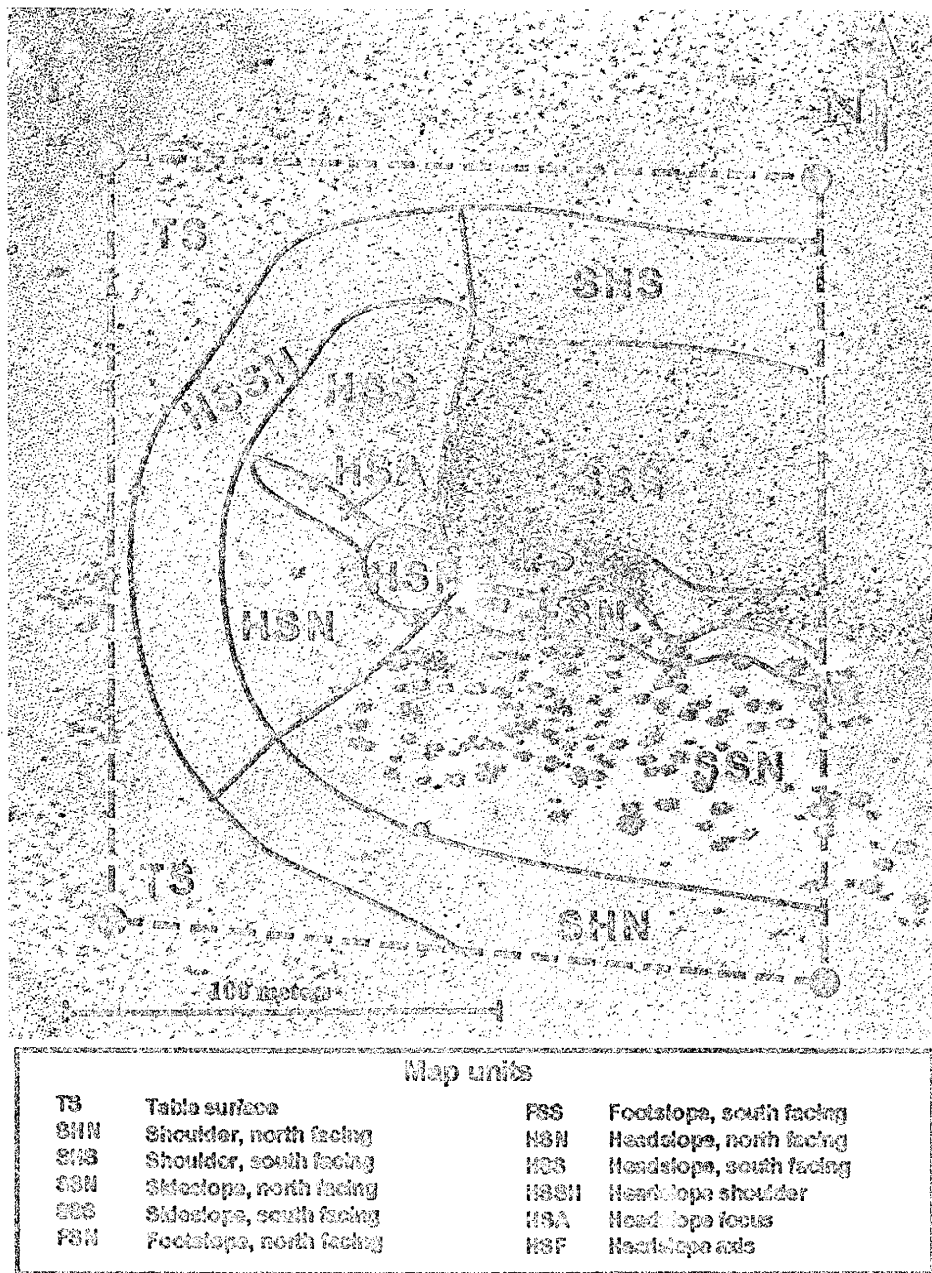 N
TS
SHS
HSSH
HSS
HSA
SSS
HSF
FSN
HSN
SSN
TS
SHN
100 meters
Map units
TS Table surface
SHN Shoulder, north facing
SHS Shoulder, south facing
SSN Sideslope, north facing
SSS Sideslope, south facing
FSN Footslope, north facing
FSS Footslope, south facing
HSN Headslope, north facing
HSS Headslope, south facing
HSSH Headslope shoulder
HSA Headslope focus
HSF Headslope axis